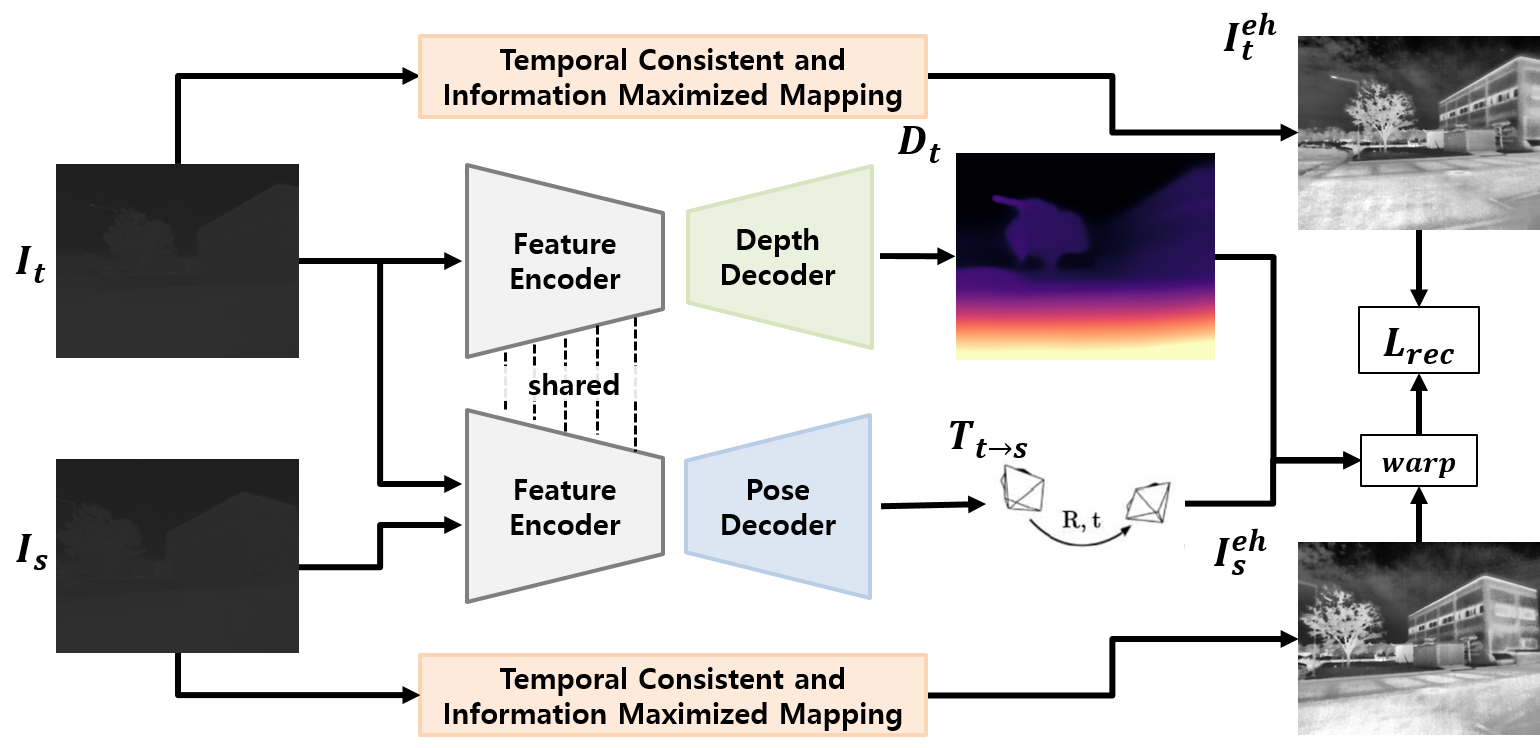 Temporal Consistent and
Information Maximized Mapping
I_t^{eh}
D_t
I_t
Feature
Encoder
Depth
Decoder
L_{rec}
shared
T_{t→s}
warp
Feature
Encoder
Pose
Decoder
R, t
I_s
I_s^{eh}
Temporal Consistent and
Information Maximized Mapping